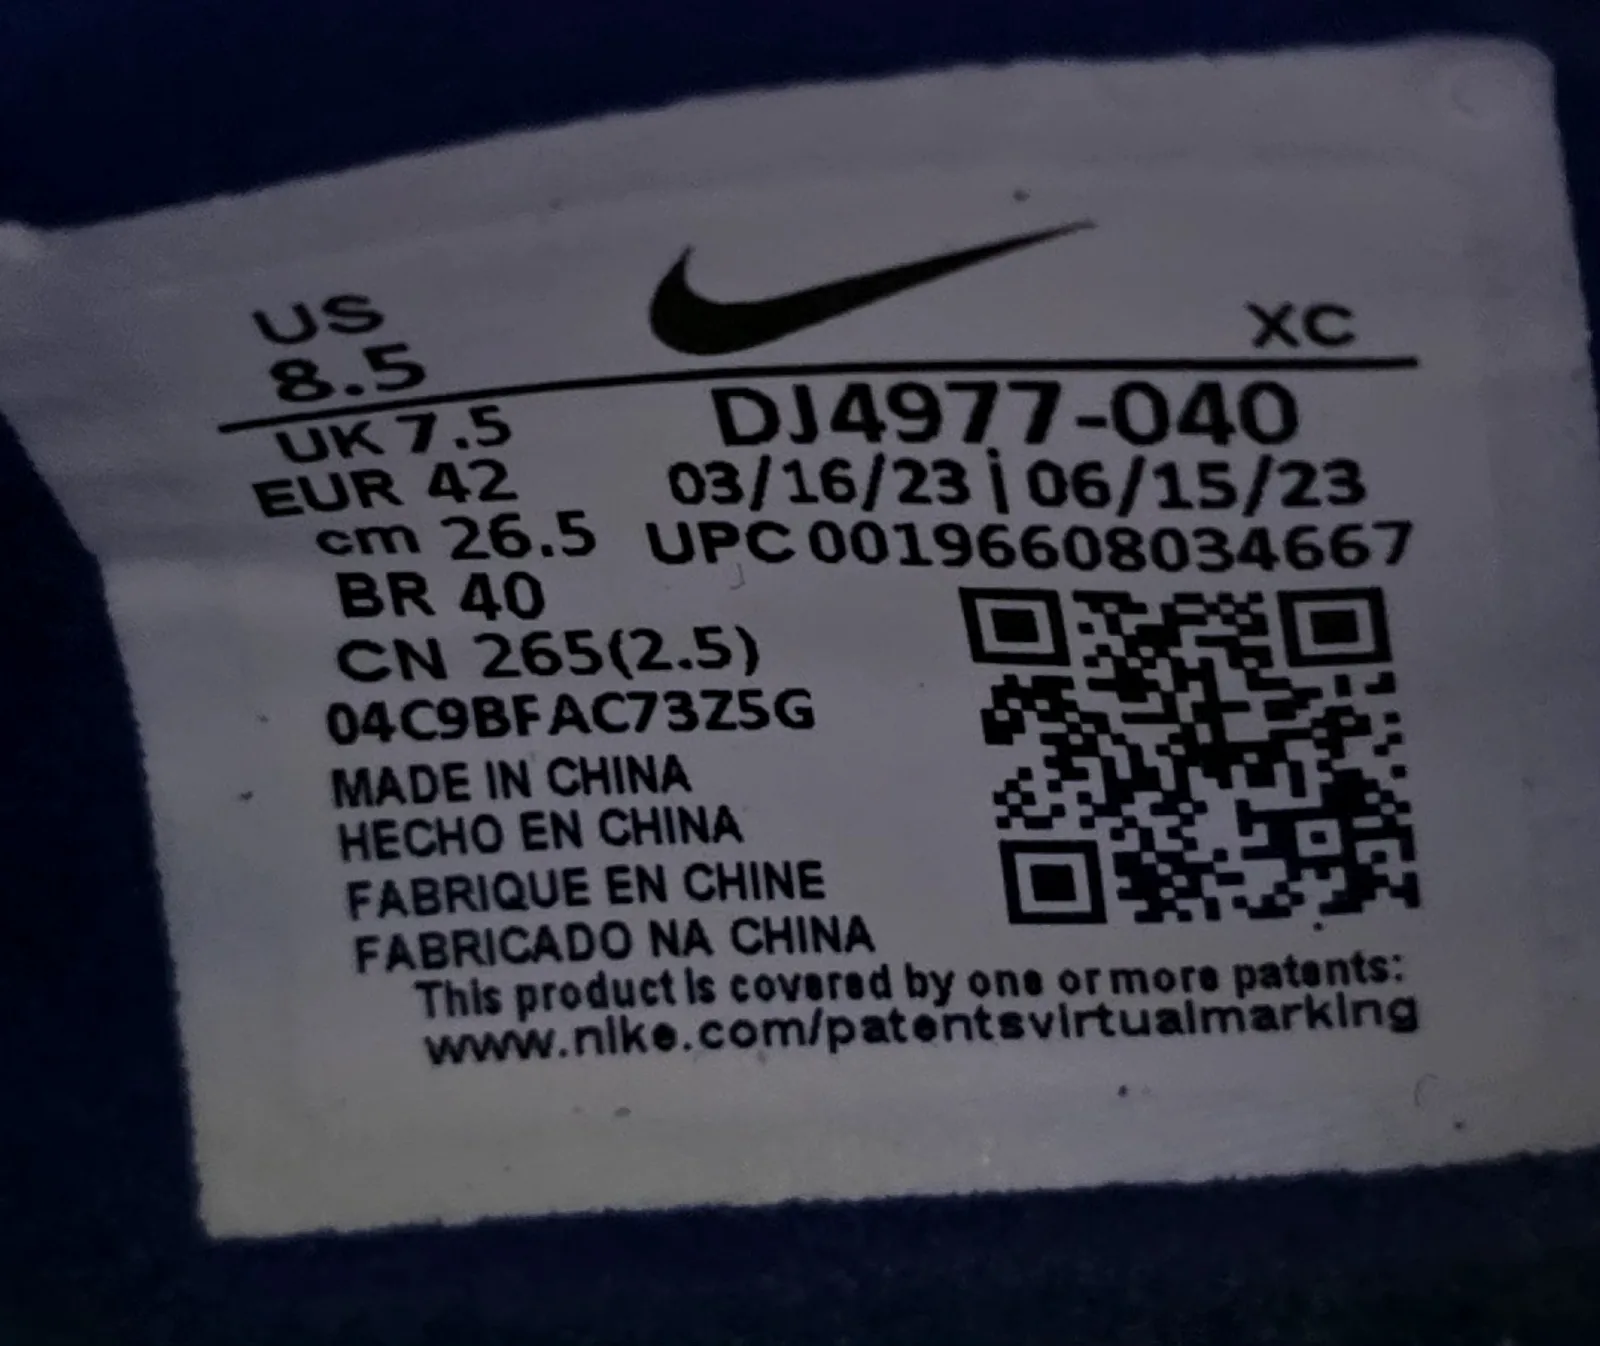 US
8.5
XC
UK 7.5
DJ4977-040
EUR 42
03/16/23 | 06/15/23
cm 26.5
UPC 00196608034667
BR 40
CN 265(2.5)
04C9BFAC73Z5G
MADE IN CHINA
HECHO EN CHINA
FABRIQUE EN CHINE
FABRICADO NA CHINA
This product is covered by one or more patents:
www.nike.com/patentsvirtualmarking